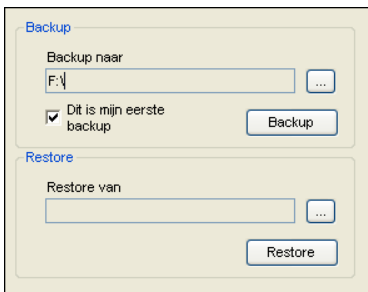 Backup
Backup naar
F:\
...
Dit is mijn eerste
backup
Backup
Restore
Restore van
...
Restore